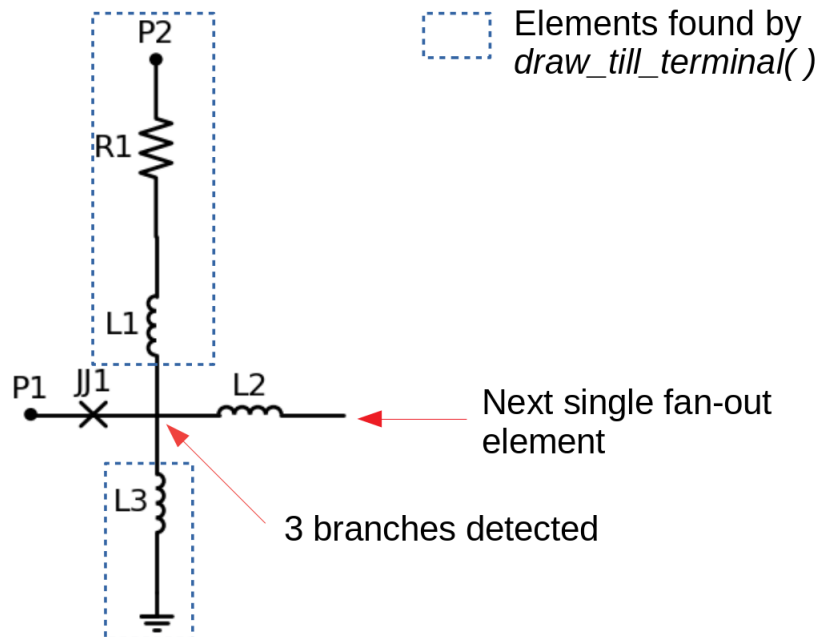 P2
Elements found by
draw_till_terminal( )
R1
L1
P1
JJ1
L2
Next single fan-out
element
L3
3 branches detected